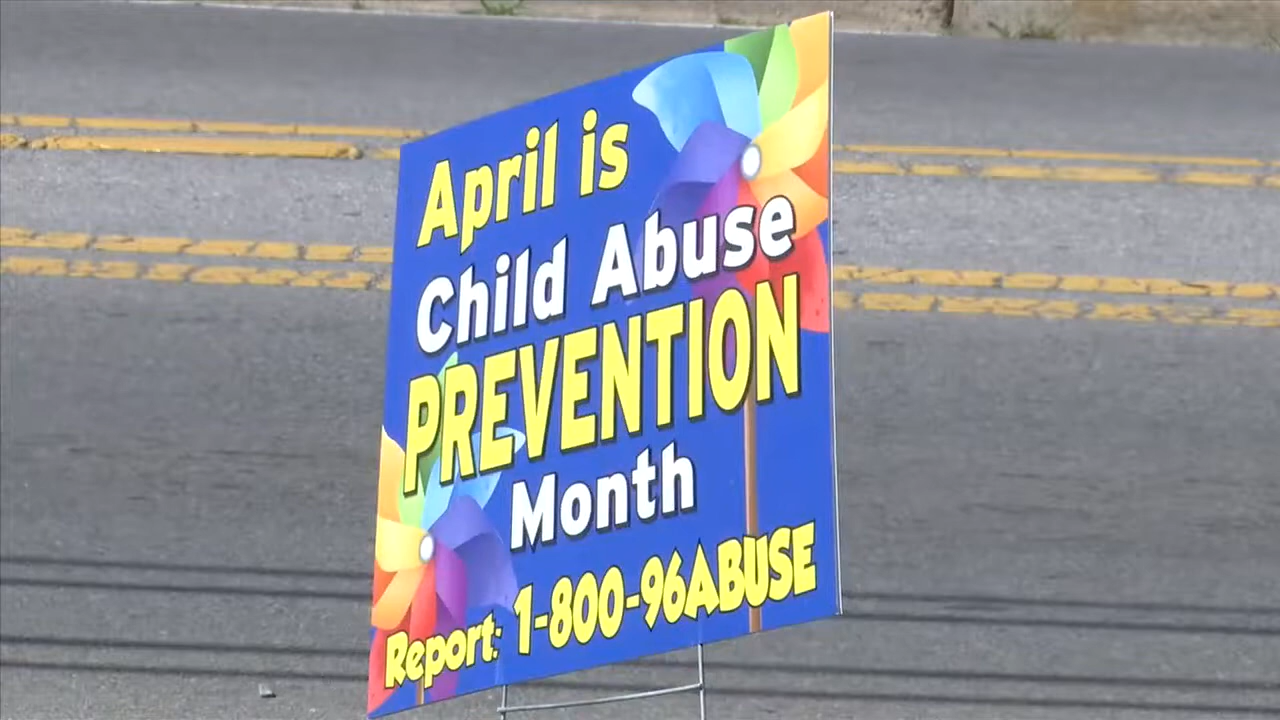 April is
Child Abuse
PREVENTION
Month
Report: 1-800-96ABUSE